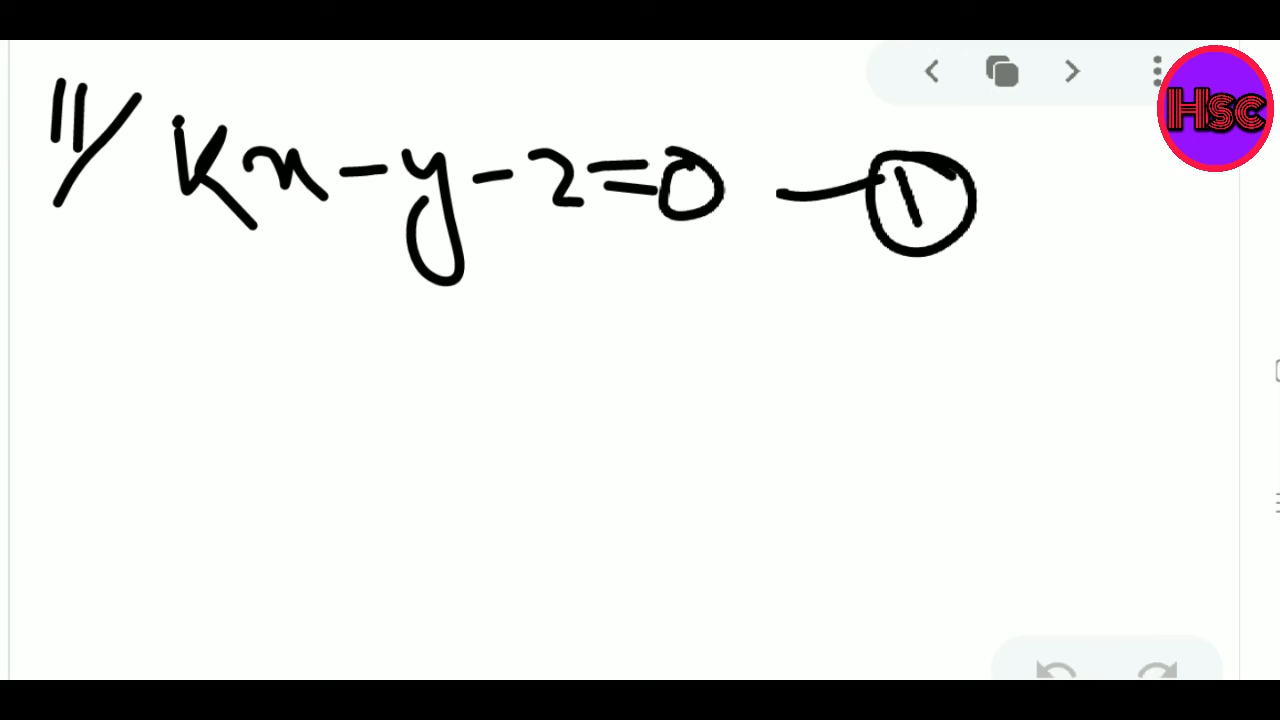 11/ kx - y - 2 = 0 — ①
Hsc